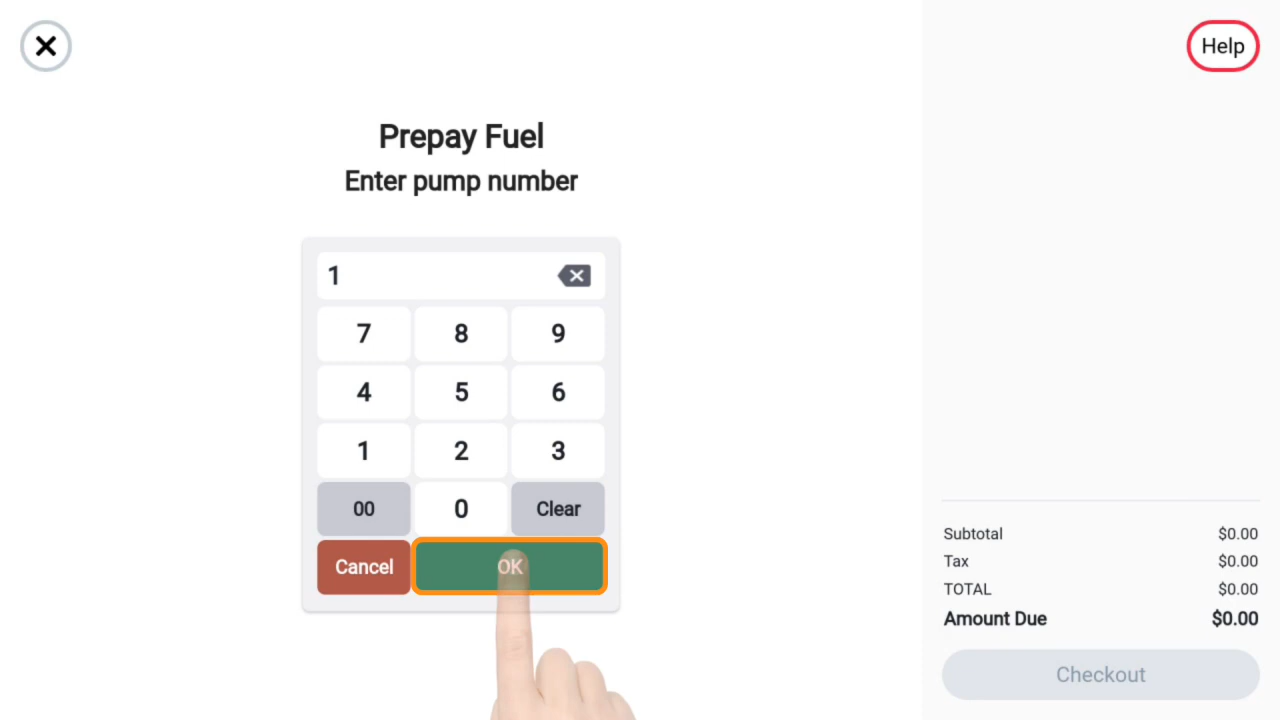 Help
Prepay Fuel
Enter pump number
1
7 8 9
4 5 6
1 2 3
00 0 Clear
Cancel OK
Subtotal $0.00
Tax $0.00
TOTAL $0.00
Amount Due $0.00
Checkout